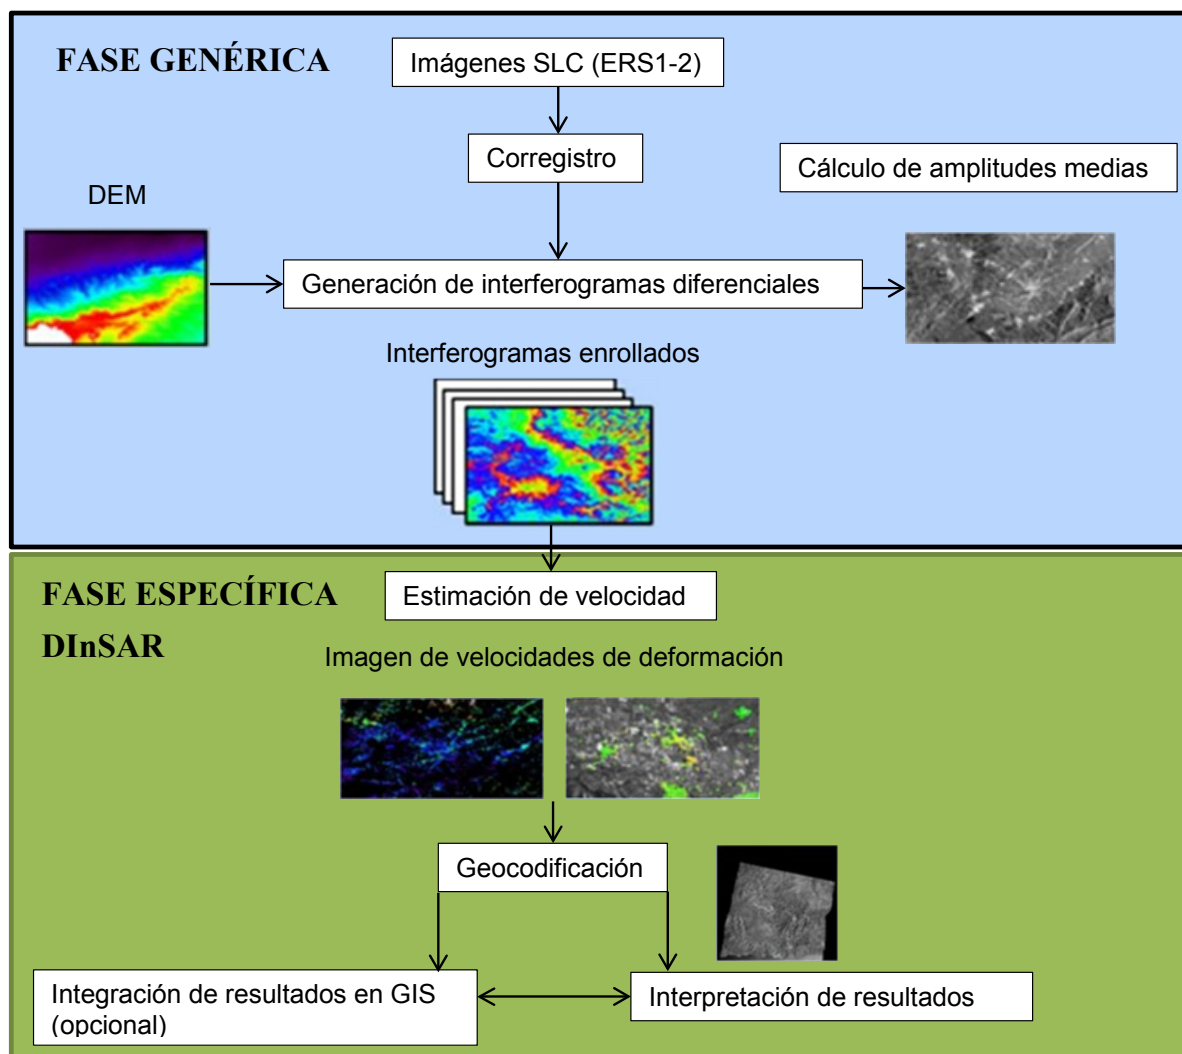 FASE GENÉRICA
Imágenes SLC (ERS1-2)
Corregistro
Cálculo de amplitudes medias
DEM
Generación de interferogramas diferenciales
Interferogramas enrollados
FASE ESPECÍFICA
DInSAR
Estimación de velocidad
Imagen de velocidades de deformación
Geocodificación
Integración de resultados en GIS
(opcional)
Interpretación de resultados